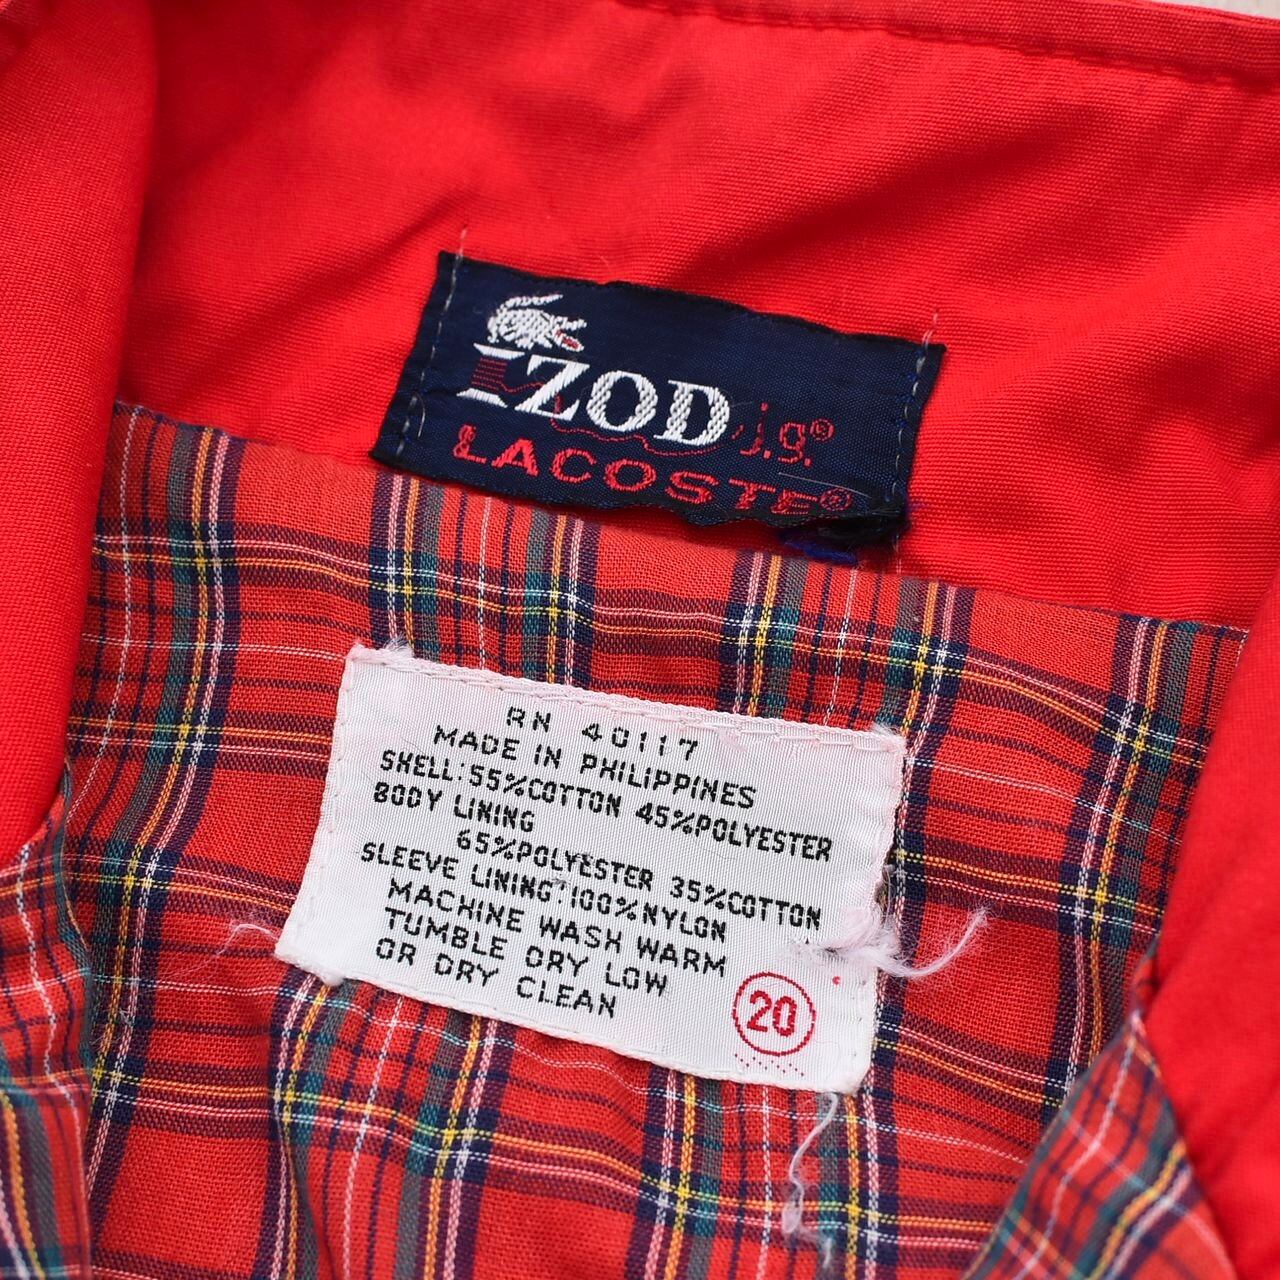 IZOD j.g.®
LACOSTE®
RN 40117
MADE IN PHILIPPINES
SHELL:55%COTTON 45%POLYESTER
BODY LINING
65%POLYESTER 35%COTTON
SLEEVE LINING:100%NYLON
MACHINE WASH WARM
TUMBLE DRY LOW
OR DRY CLEAN
20